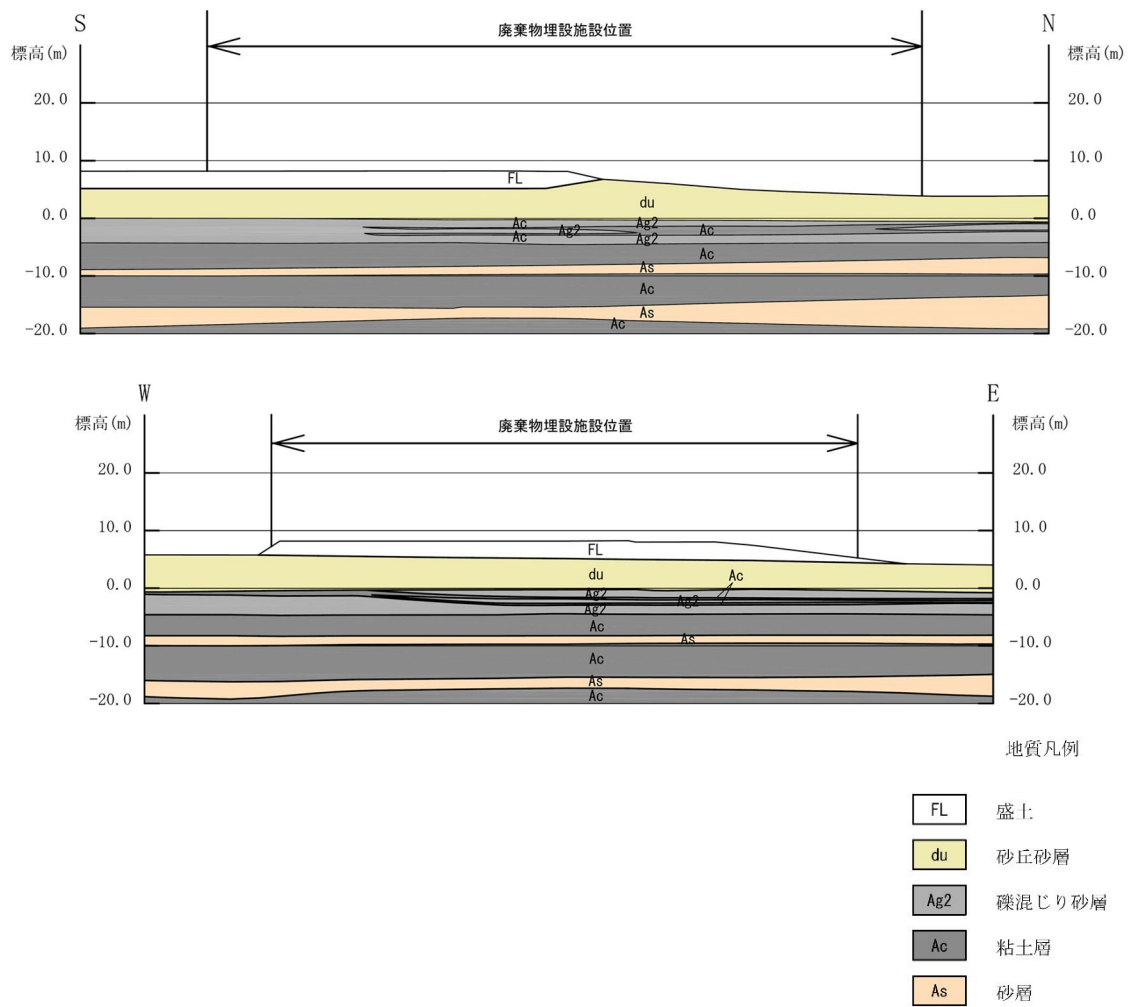 S
N
廃棄物埋設施設位置
標高(m)
標高(m)
20.0
20.0
10.0
10.0
FL
du
0.0
0.0
Ac
Ag2
Ag2
Ac
Ac
Ag2
Ac
As
-10.0
-10.0
Ac
As
Ac
-20.0
-20.0
W
E
標高(m)
標高(m)
廃棄物埋設施設位置
20.0
20.0
10.0
10.0
FL
du
Ac
0.0
0.0
Ag2
Ag2
Ag2
Ac
As
-10.0
-10.0
Ac
As
Ac
-20.0
-20.0
地質凡例
FL 盛土
du 砂丘砂層
Ag2 礫混じり砂層
Ac 粘土層
As 砂層